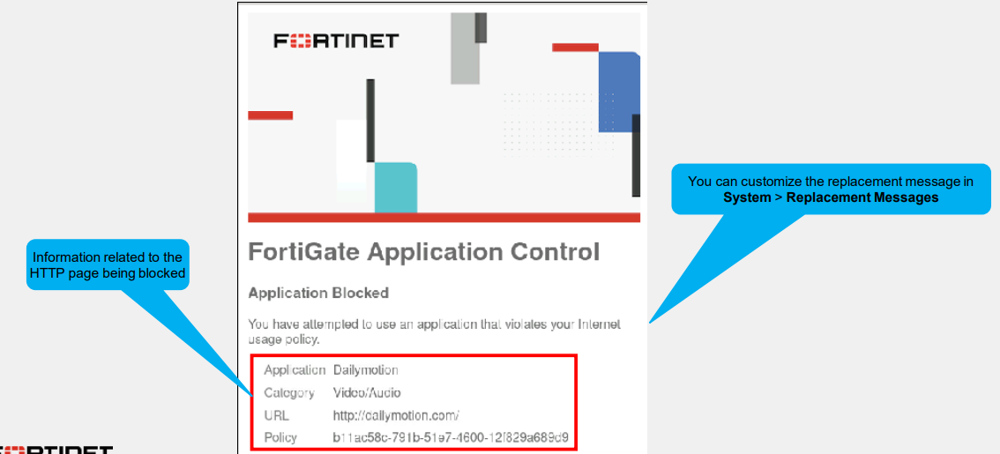 FORTINET
You can customize the replacement message in
System > Replacement Messages
FortiGate Application Control
Information related to the
HTTP page being blocked
Application Blocked
You have attempted to use an application that violates your Internet
usage policy.
Application Dailymotion
Category Video/Audio
URL http://dailymotion.com/
Policy b11ac58c-791b-51e7-4600-12f829a689d9
FORTINET